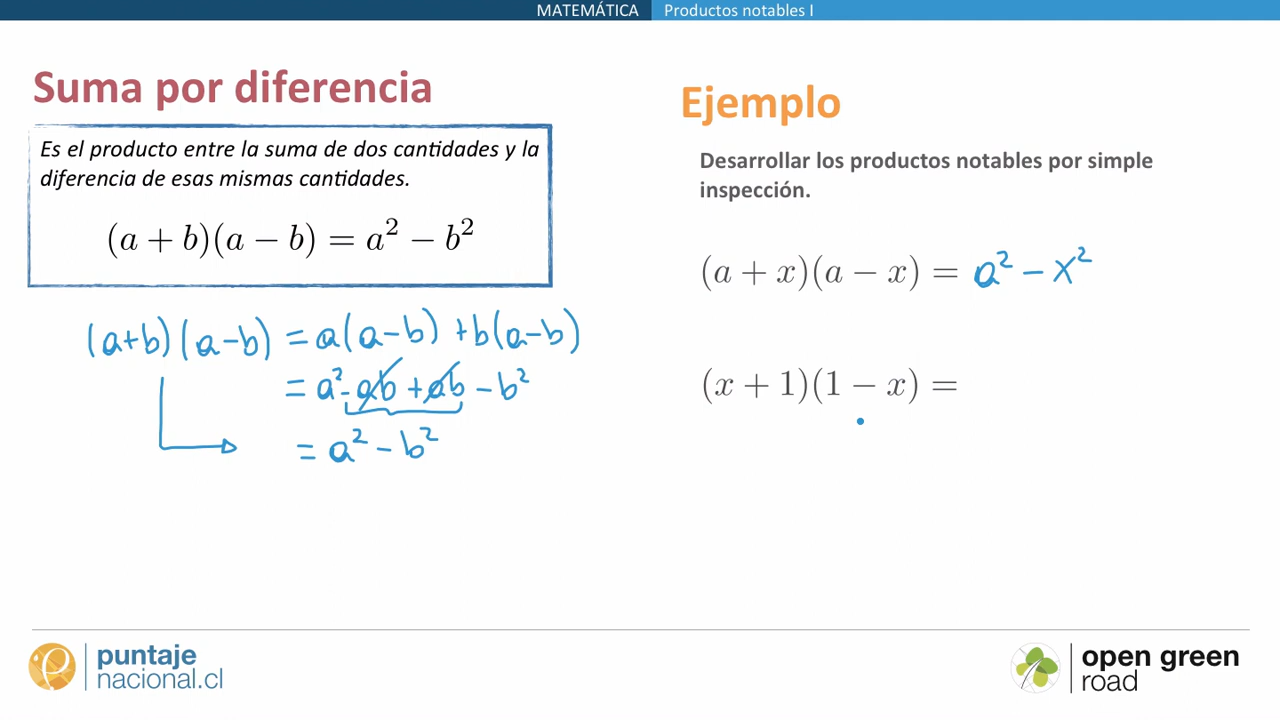 MATEMÁTICA Productos notables I
Suma por diferencia
Es el producto entre la suma de dos cantidades y la
diferencia de esas mismas cantidades.
(a + b)(a − b) = a² − b²
(a+b)(a−b) = a(a−b) + b(a−b)
= a² − ab + ab − b²
= a² − b²
Ejemplo
Desarrollar los productos notables por simple
inspección.
(a + x)(a − x) = a² − x²
(x + 1)(1 − x) =
puntaje
nacional.cl
open green
road